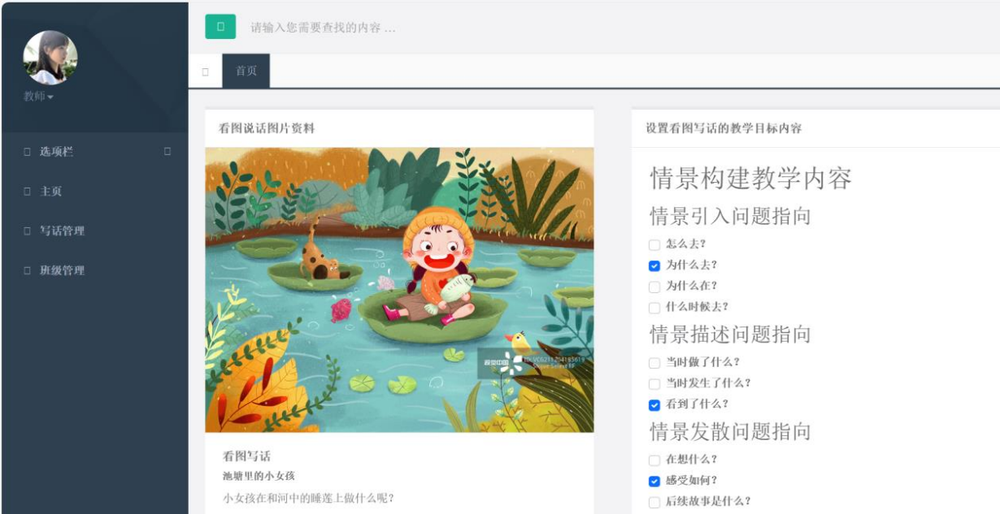 请输入您需要查找的内容 ...
首页
教师
选项栏
主页
写话管理
班级管理
看图说话图片资料
视觉中国
ID:VCG211204195619
看图写话
池塘里的小女孩
小女孩在和河中的睡莲上做什么呢?
设置看图写话的教学目标内容
情景构建教学内容
情景引入问题指向
怎么去?
为什么去?
为什么在?
什么时候去?
情景描述问题指向
当时做了什么?
当时发生了什么?
看到了什么?
情景发散问题指向
在想什么?
感受如何?
后续故事是什么?